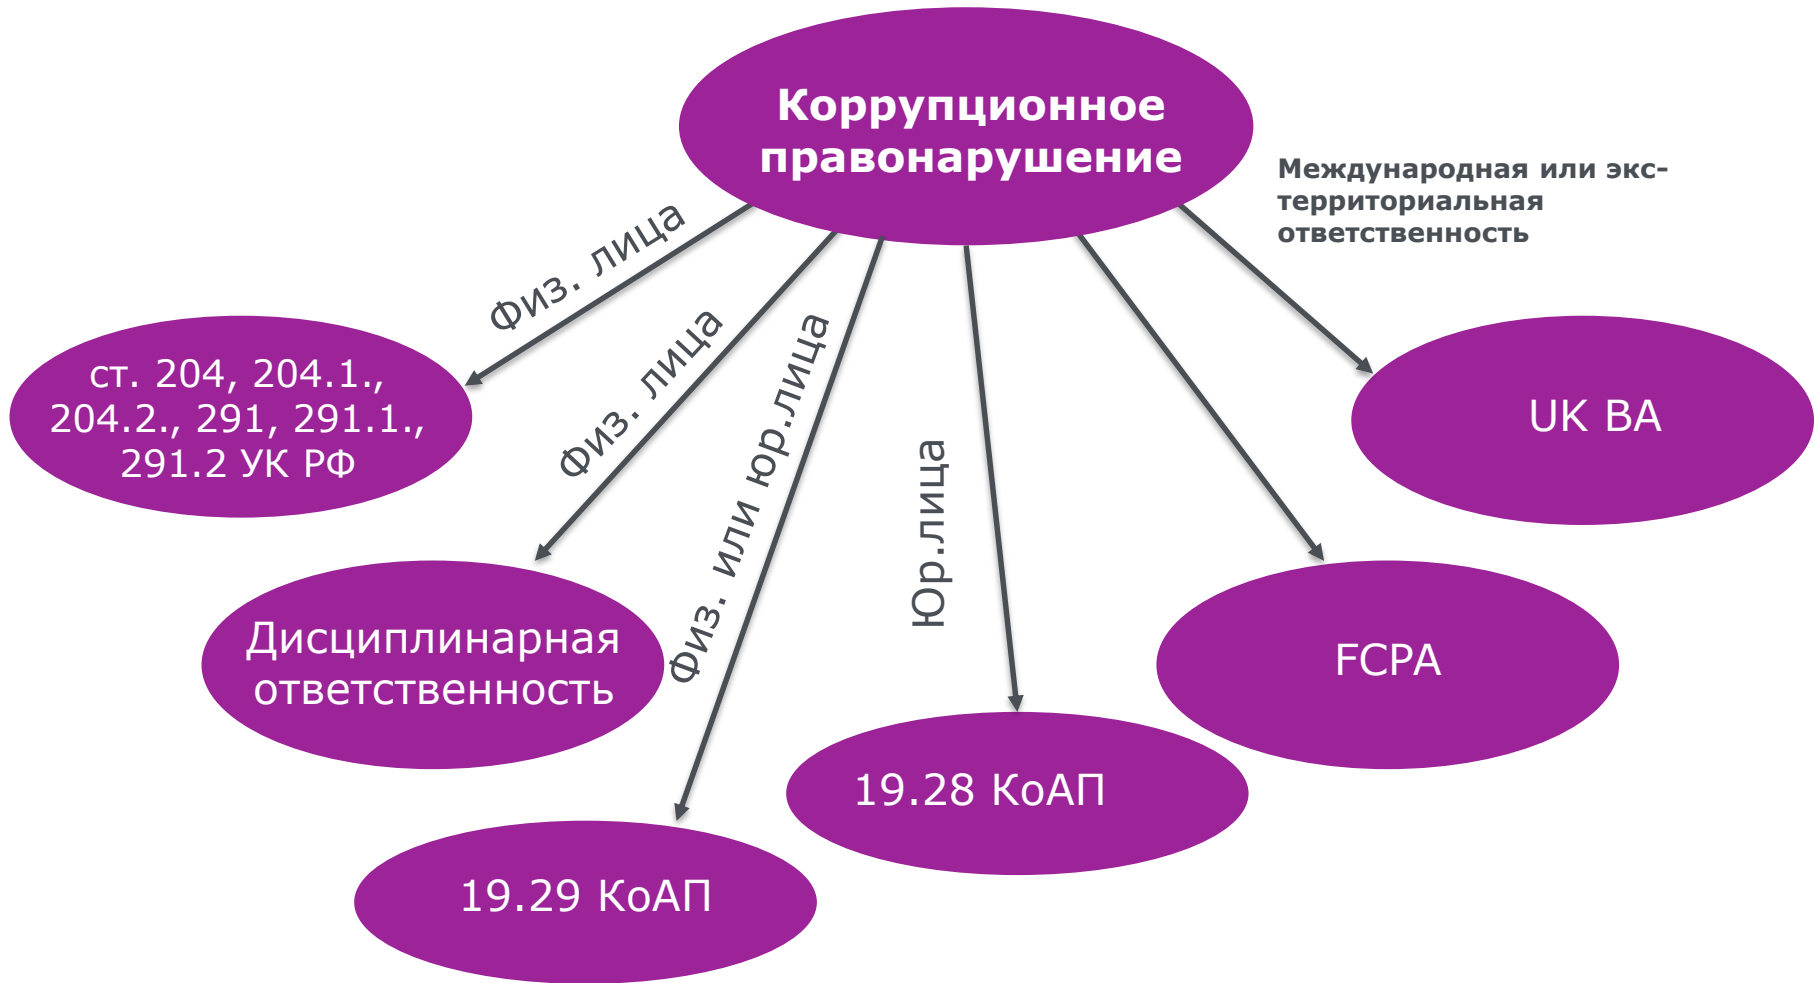 Коррупционное
правонарушение
Международная или экс-
территориальная
ответственность
Физ. лица
Физ. лица
Физ. или юр.лица
Юр.лица
ст. 204, 204.1.,
204.2., 291, 291.1.,
291.2 УК РФ
UK BA
Дисциплинарная
ответственность
FCPA
19.28 КоАП
19.29 КоАП